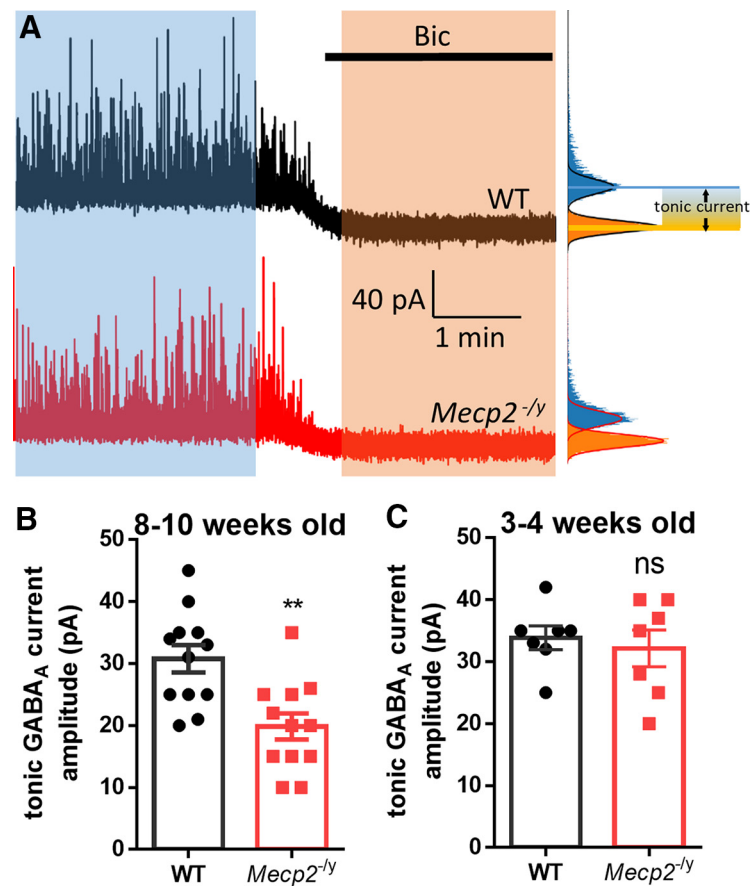 A
Bic
WT
tonic current
40 pA
1 min
Mecp2 -/y
B
8-10 weeks old
tonic GABAA current
amplitude (pA)
50
40
30
20
10
0
**
WT
Mecp2-/y
C
3-4 weeks old
tonic GABAA current
amplitude (pA)
50
40
30
20
10
0
ns
WT
Mecp2-/y